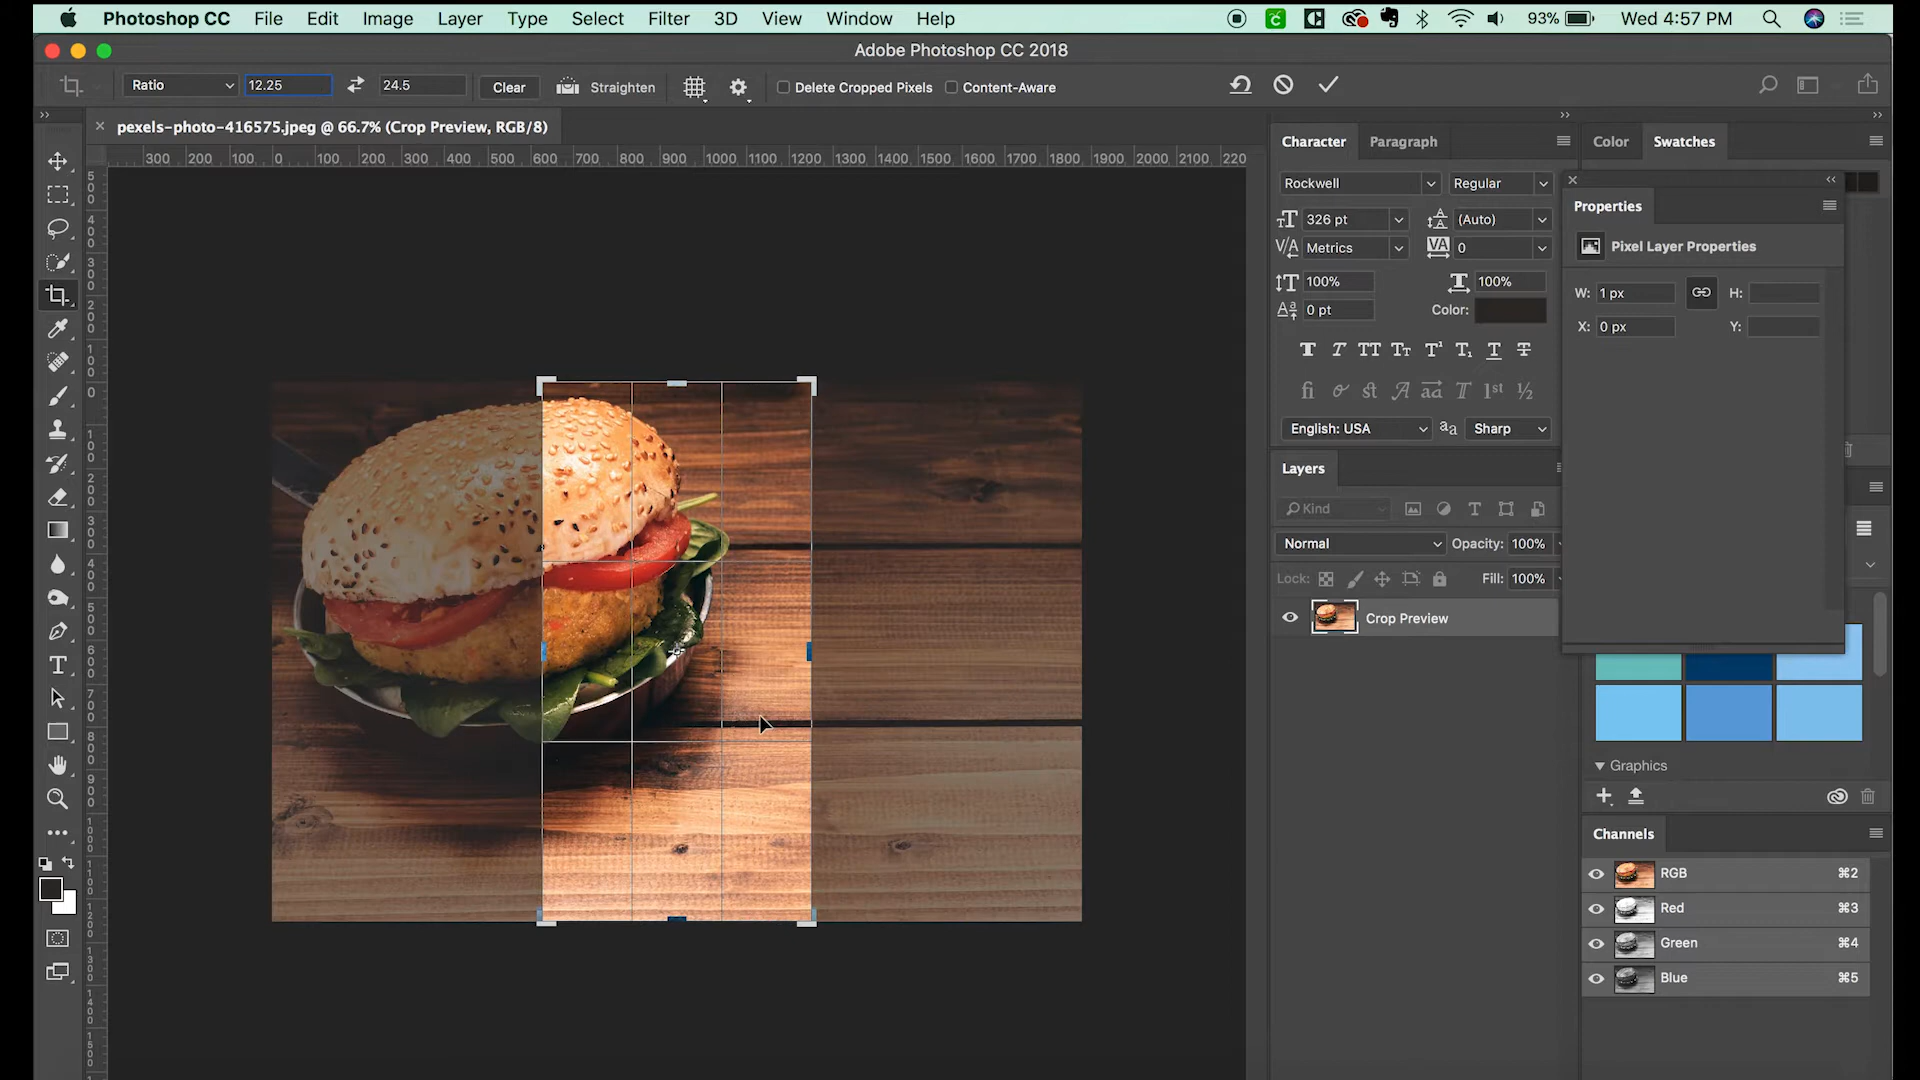 Photoshop CC File Edit Image Layer Type Select Filter 3D View Window Help 93% Wed 4:57 PM
Adobe Photoshop CC 2018
Ratio 12.25 24.5 Clear Straighten Delete Cropped Pixels Content-Aware
pexels-photo-416575.jpeg @ 66.7% (Crop Preview, RGB/8)
300 200 100 0 100 200 300 400 500 600 700 800 900 1000 1100 1200 1300 1400 1500 1600 1700 1800 1900 2000 2100 220
Character Paragraph Color Swatches
Rockwell Regular
Properties
326 pt (Auto)
Metrics 0
Pixel Layer Properties
100% 100%
W: 1 px H:
0 pt Color:
X: 0 px Y:
English: USA Sharp
Layers
Kind
Normal Opacity: 100%
Lock: Fill: 100%
Crop Preview
Graphics
Channels
RGB ⌘2
Red ⌘3
Green ⌘4
Blue ⌘5